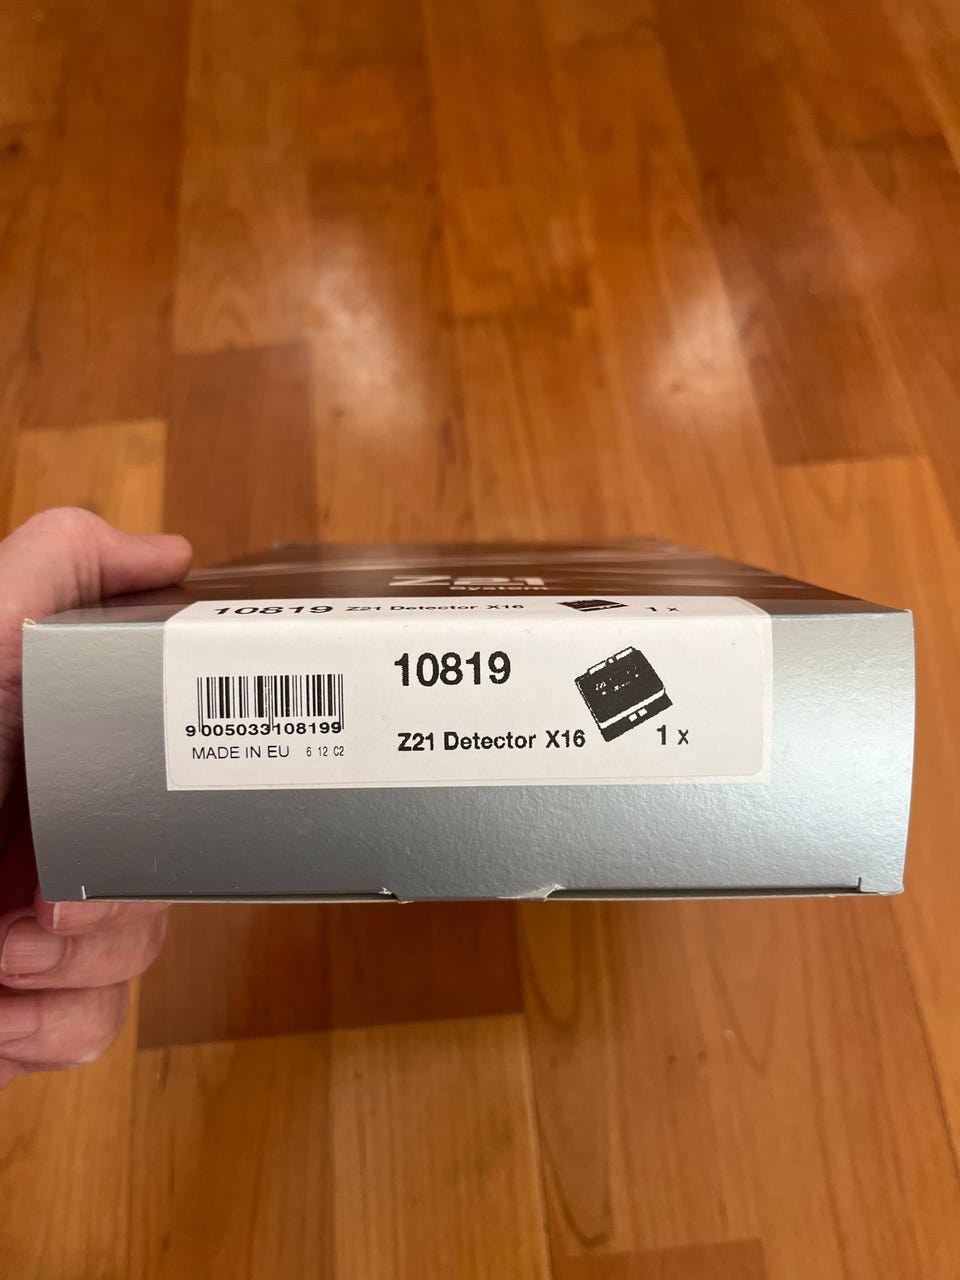 Z21
System
10819 Z21 Detector X16 1 x
10819
9 005033 108199
Z21 Detector X16 1 x
MADE IN EU 6 12 C2